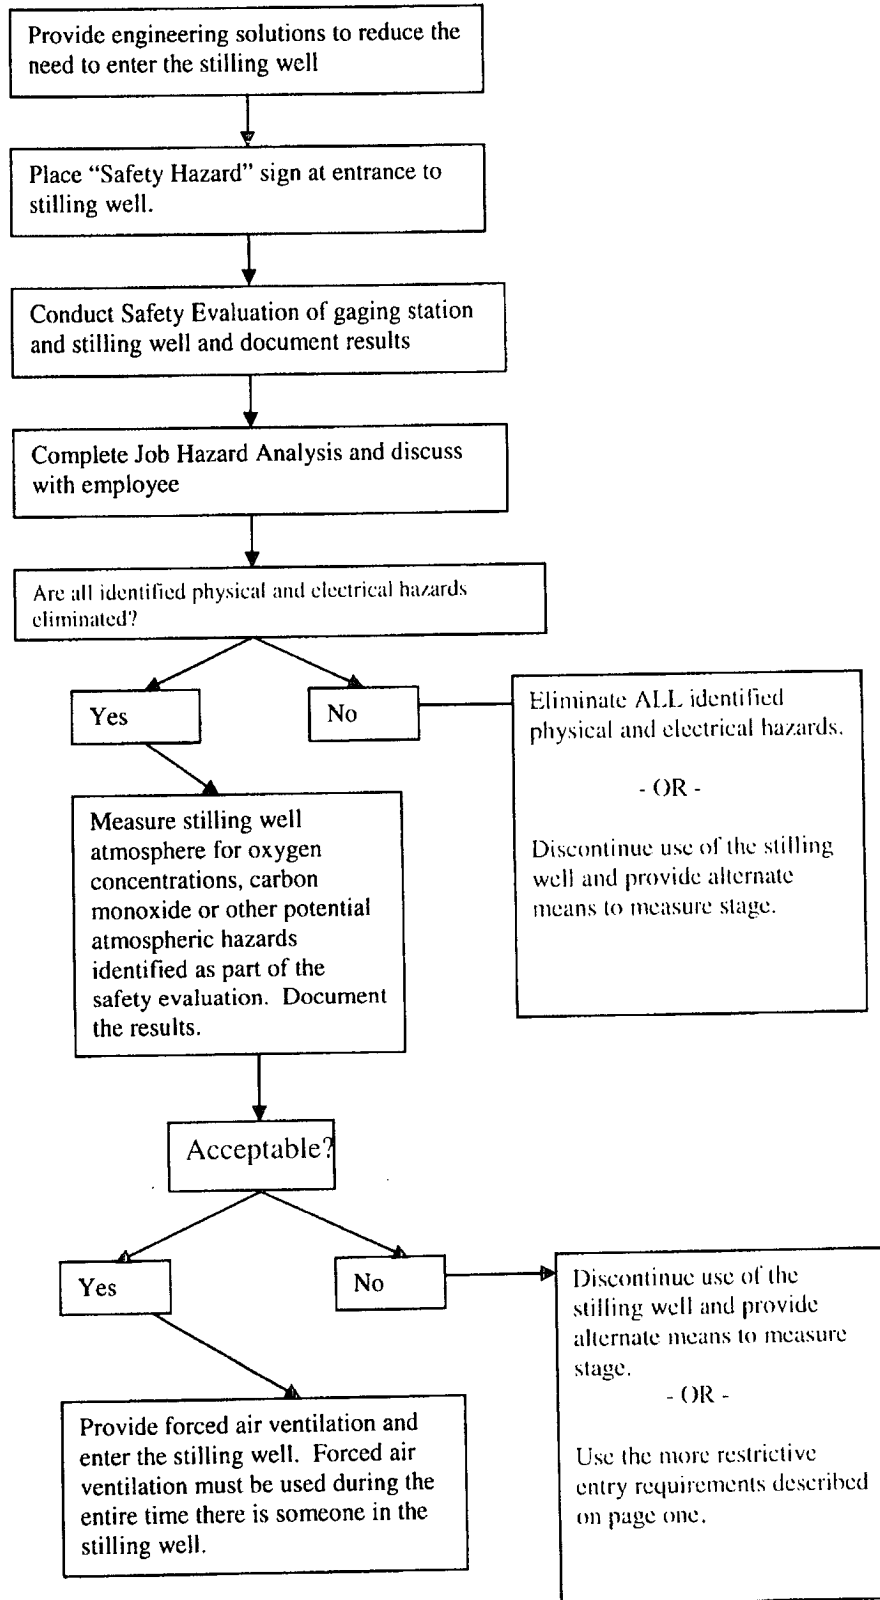 Provide engineering solutions to reduce the
need to enter the stilling well
Place “Safety Hazard” sign at entrance to
stilling well.
Conduct Safety Evaluation of gaging station
and stilling well and document results
Complete Job Hazard Analysis and discuss
with employee
Are all identified physical and electrical hazards
eliminated?
Yes
No
Eliminate ALL identified
physical and electrical hazards.
- OR -
Discontinue use of the stilling
well and provide alternate
means to measure stage.
Measure stilling well
atmosphere for oxygen
concentrations, carbon
monoxide or other potential
atmospheric hazards
identified as part of the
safety evaluation. Document
the results.
Acceptable?
Yes
No
Discontinue use of the
stilling well and provide
alternate means to measure
stage.
- OR -
Use the more restrictive
entry requirements described
on page one.
Provide forced air ventilation and
enter the stilling well. Forced air
ventilation must be used during the
entire time there is someone in the
stilling well.